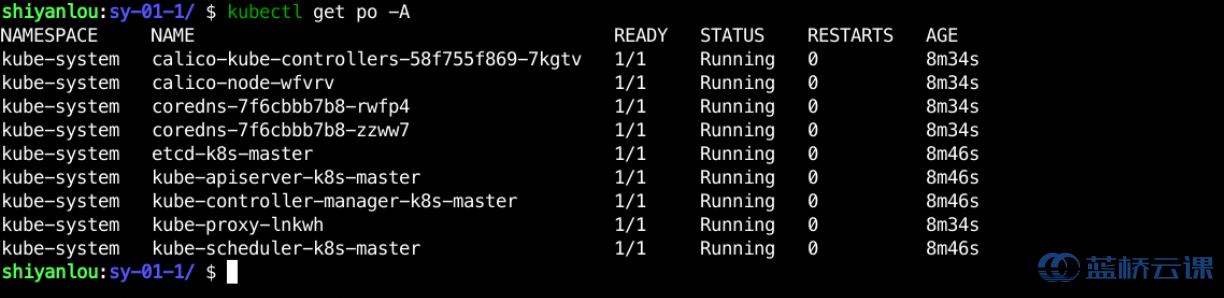 shiyanlou:sy-01-1/ $ kubectl get po -A
NAMESPACE NAME READY STATUS RESTARTS AGE
kube-system calico-kube-controllers-58f755f869-7kgtv 1/1 Running 0 8m34s
kube-system calico-node-wfvrv 1/1 Running 0 8m34s
kube-system coredns-7f6cbbb7b8-rwfp4 1/1 Running 0 8m34s
kube-system coredns-7f6cbbb7b8-zzww7 1/1 Running 0 8m34s
kube-system etcd-k8s-master 1/1 Running 0 8m46s
kube-system kube-apiserver-k8s-master 1/1 Running 0 8m46s
kube-system kube-controller-manager-k8s-master 1/1 Running 0 8m46s
kube-system kube-proxy-lnkwh 1/1 Running 0 8m34s
kube-system kube-scheduler-k8s-master 1/1 Running 0 8m46s
shiyanlou:sy-01-1/ $
蓝桥云课